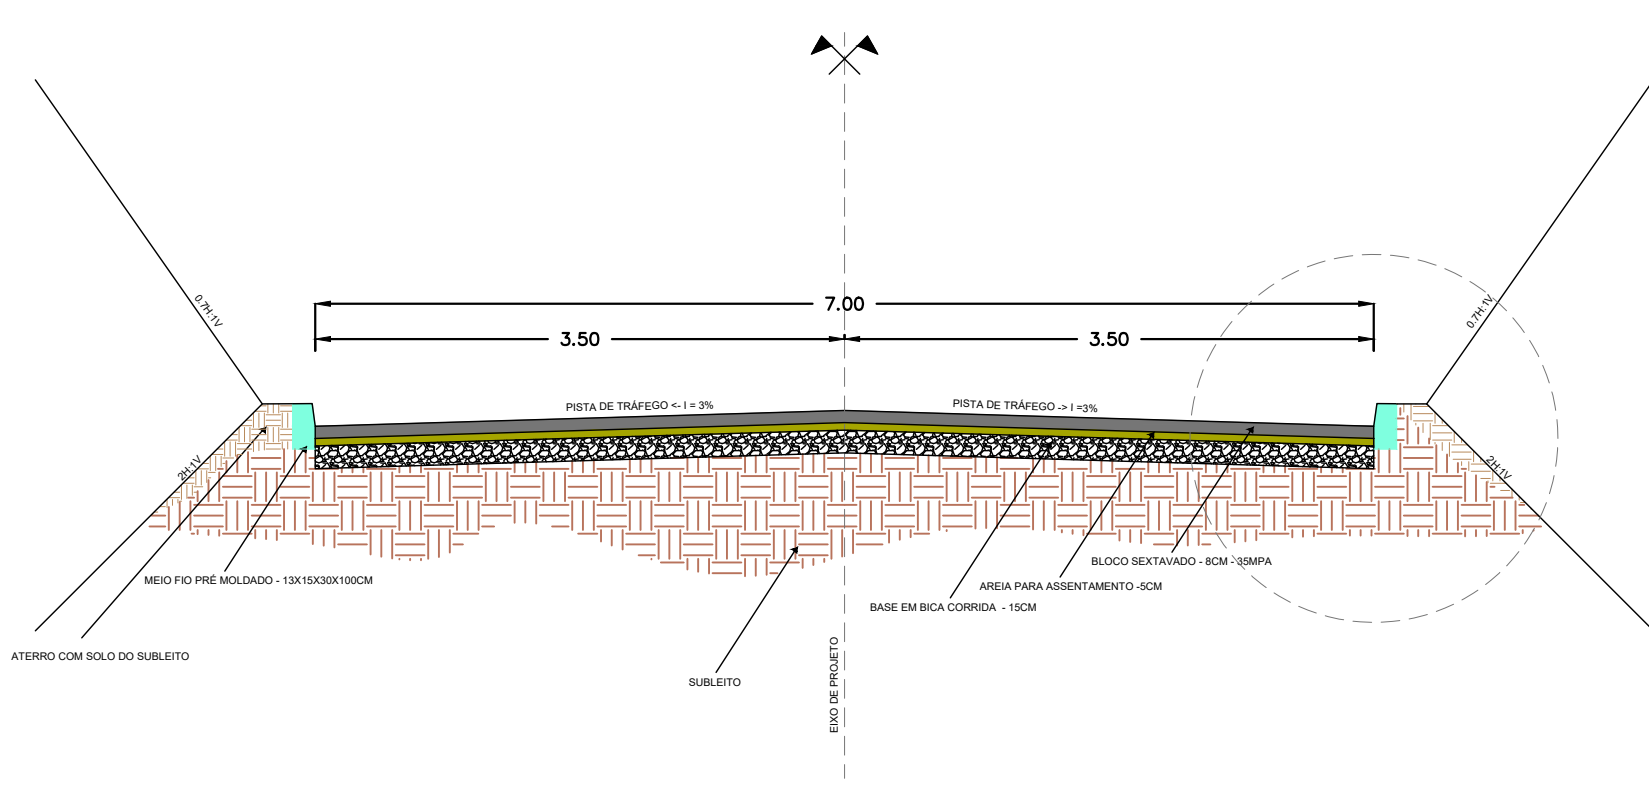 0.7H:1V
0.7H:1V
7.00
3.50
3.50
PISTA DE TRÁFEGO <- I = 3%
PISTA DE TRÁFEGO -> I =3%
2H:1V
2H:1V
BLOCO SEXTAVADO - 8CM - 35MPA
MEIO FIO PRÉ MOLDADO - 13X15X30X100CM
AREIA PARA ASSENTAMENTO -5CM
BASE EM BICA CORRIDA - 15CM
ATERRO COM SOLO DO SUBLEITO
SUBLEITO
EIXO DE PROJETO